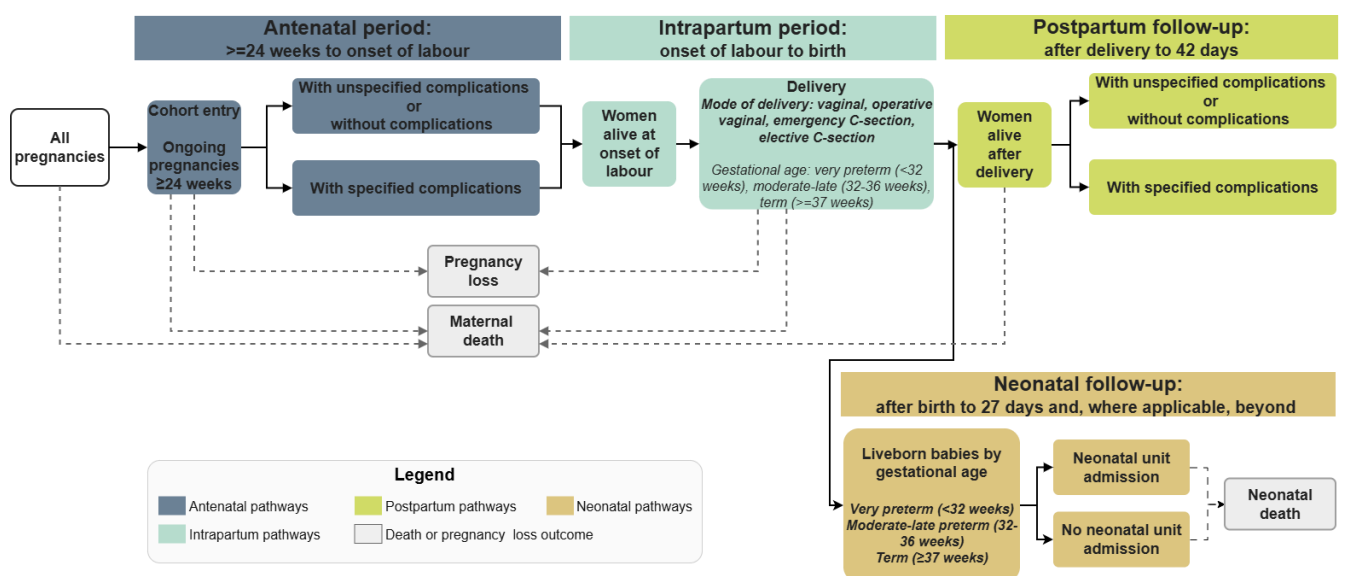 Antenatal period:
>=24 weeks to onset of labour
Intrapartum period:
onset of labour to birth
Postpartum follow-up:
after delivery to 42 days
All
pregnancies
Cohort entry
Ongoing
pregnancies
≥24 weeks
With unspecified complications
or
without complications
With specified complications
Women
alive at
onset of
labour
Delivery
Mode of delivery: vaginal, operative
vaginal, emergency C-section,
elective C-section
Gestational age: very preterm (<32
weeks), moderate-late (32-36 weeks),
term (>=37 weeks)
Women
alive
after
delivery
With unspecified complications
or
without complications
With specified complications
Pregnancy
loss
Maternal
death
Neonatal follow-up:
after birth to 27 days and, where applicable, beyond
Liveborn babies by
gestational age
Very preterm (<32 weeks)
Moderate-late preterm (32-
36 weeks)
Term (≥37 weeks)
Neonatal unit
admission
No neonatal unit
admission
Neonatal
death
Legend
Antenatal pathways
Postpartum pathways
Neonatal pathways
Intrapartum pathways
Death or pregnancy loss outcome